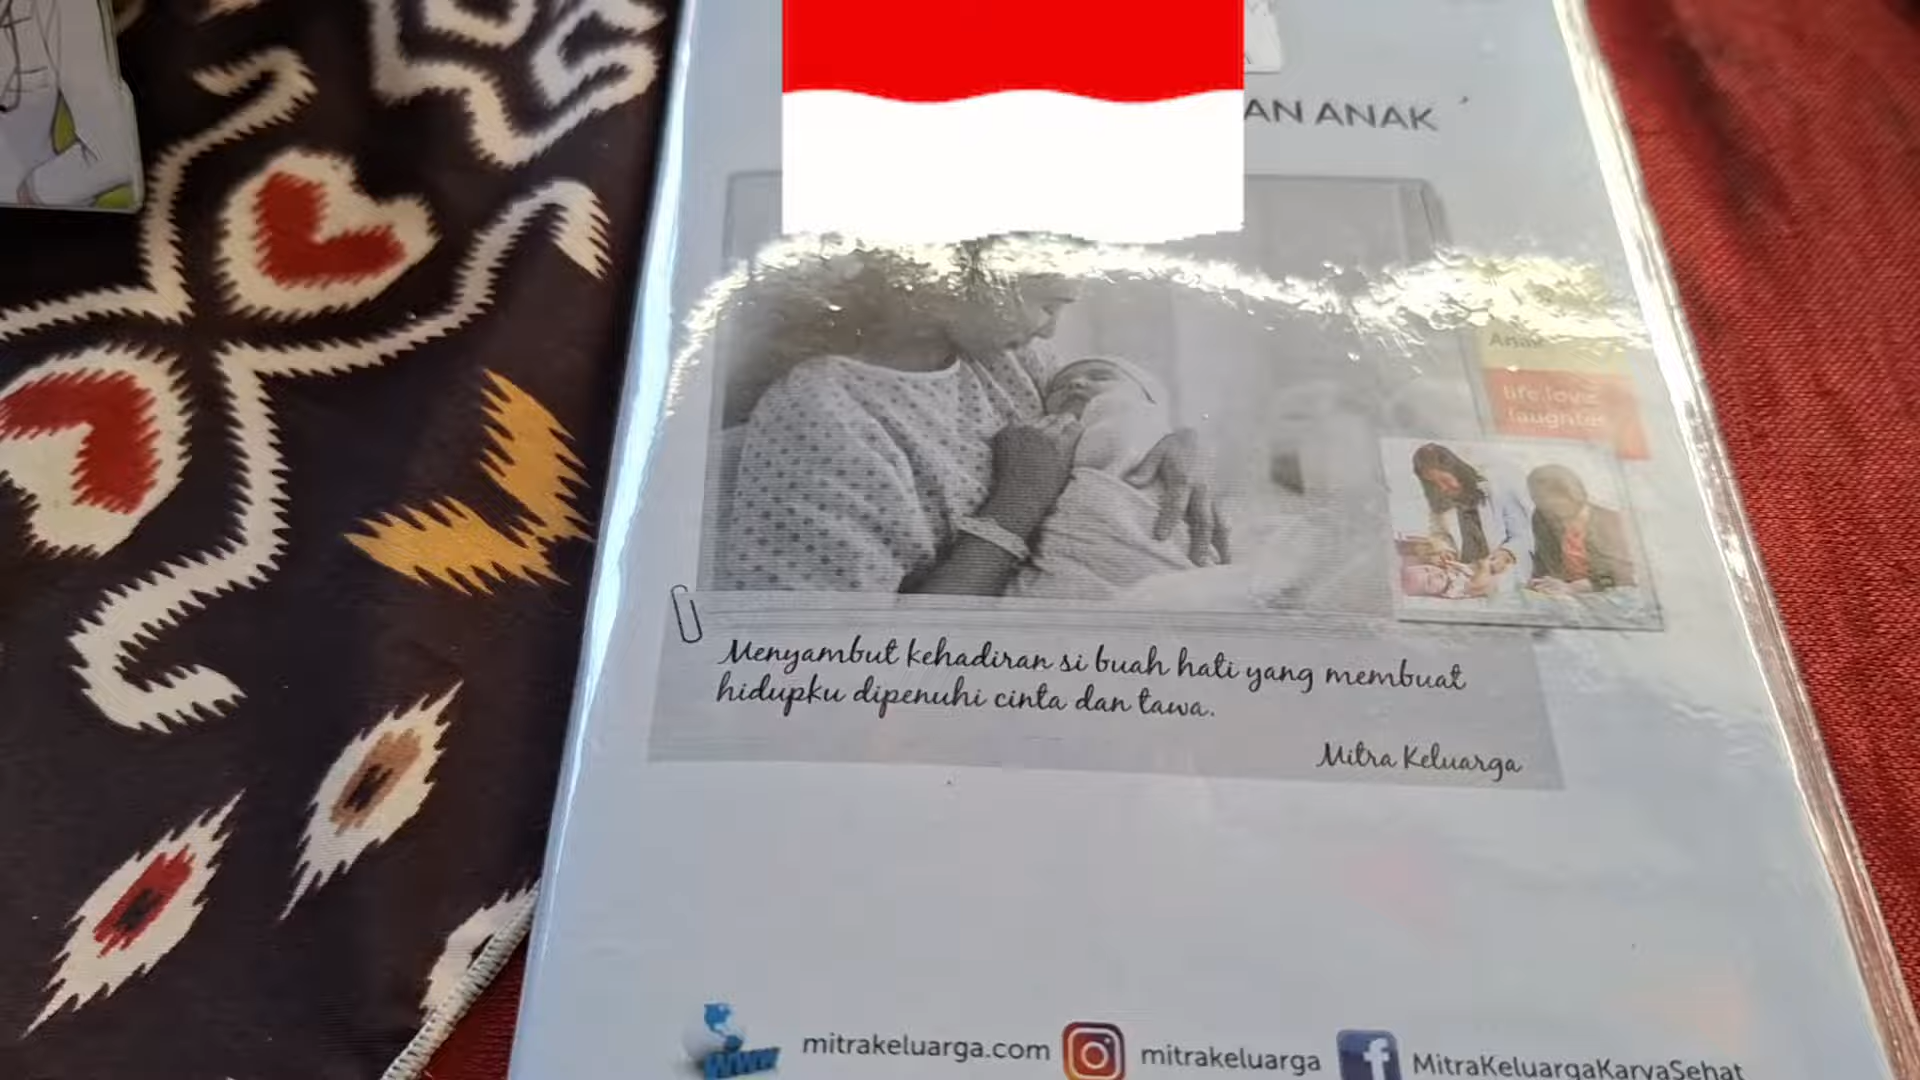 AN ANAK
Anak
life.love
laughter
Menyambut kehadiran si buah hati yang membuat
hidupku dipenuhi cinta dan tawa.
Mitra Keluarga
www
mitrakeluarga.com
mitrakeluarga
MitraKeluargaKaryaSehat